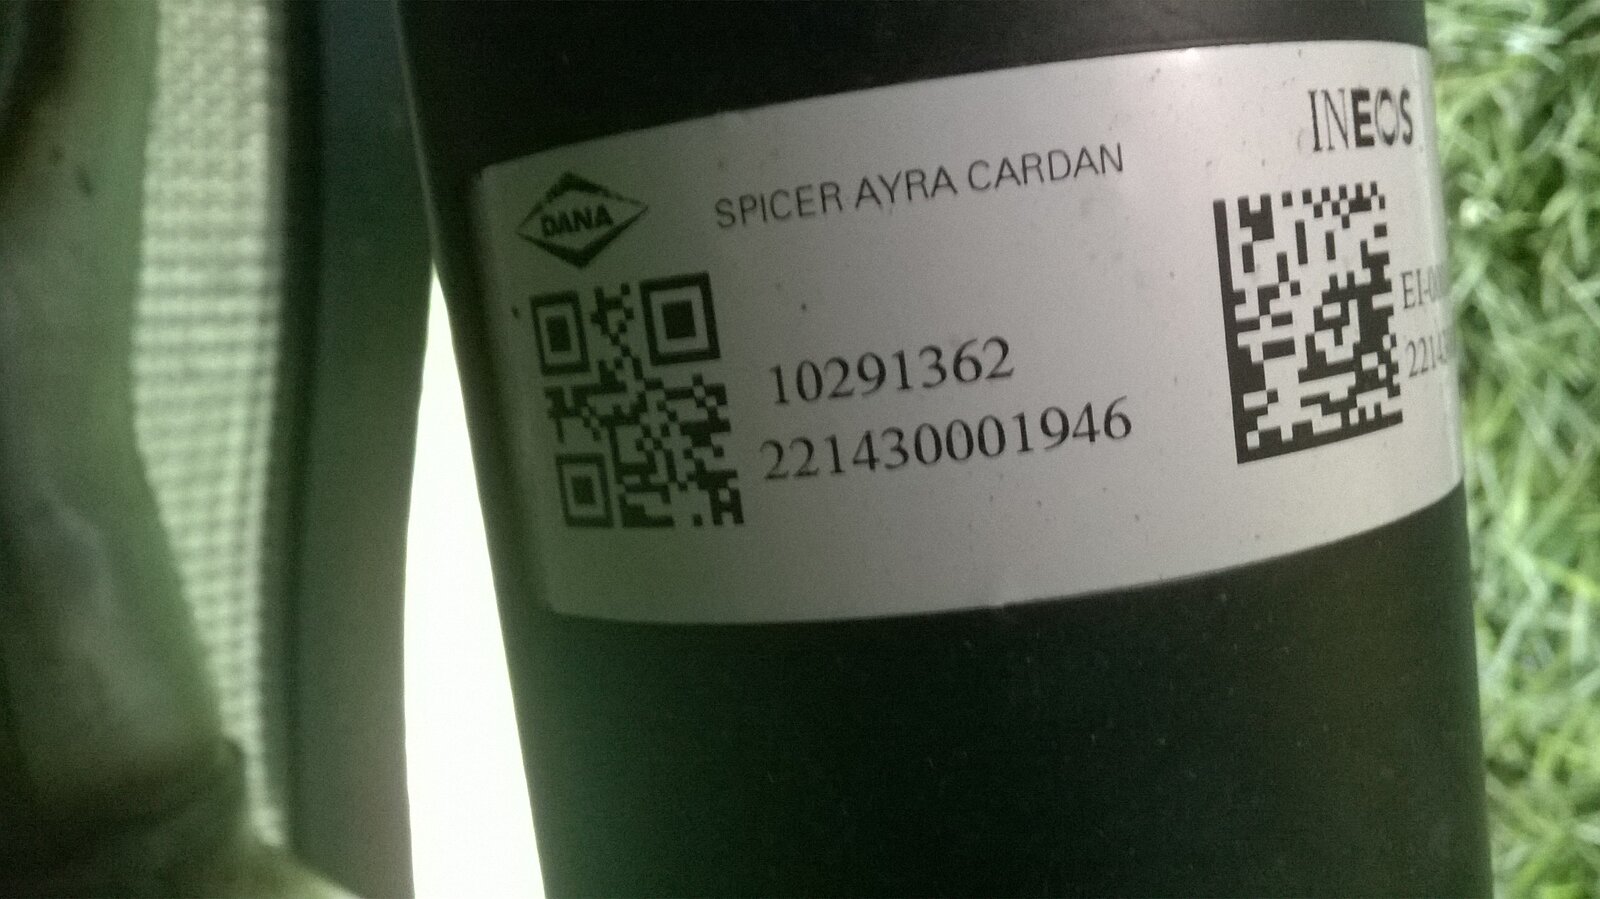 DANA
SPICER AYRA CARDAN
10291362
221430001946
INEOS